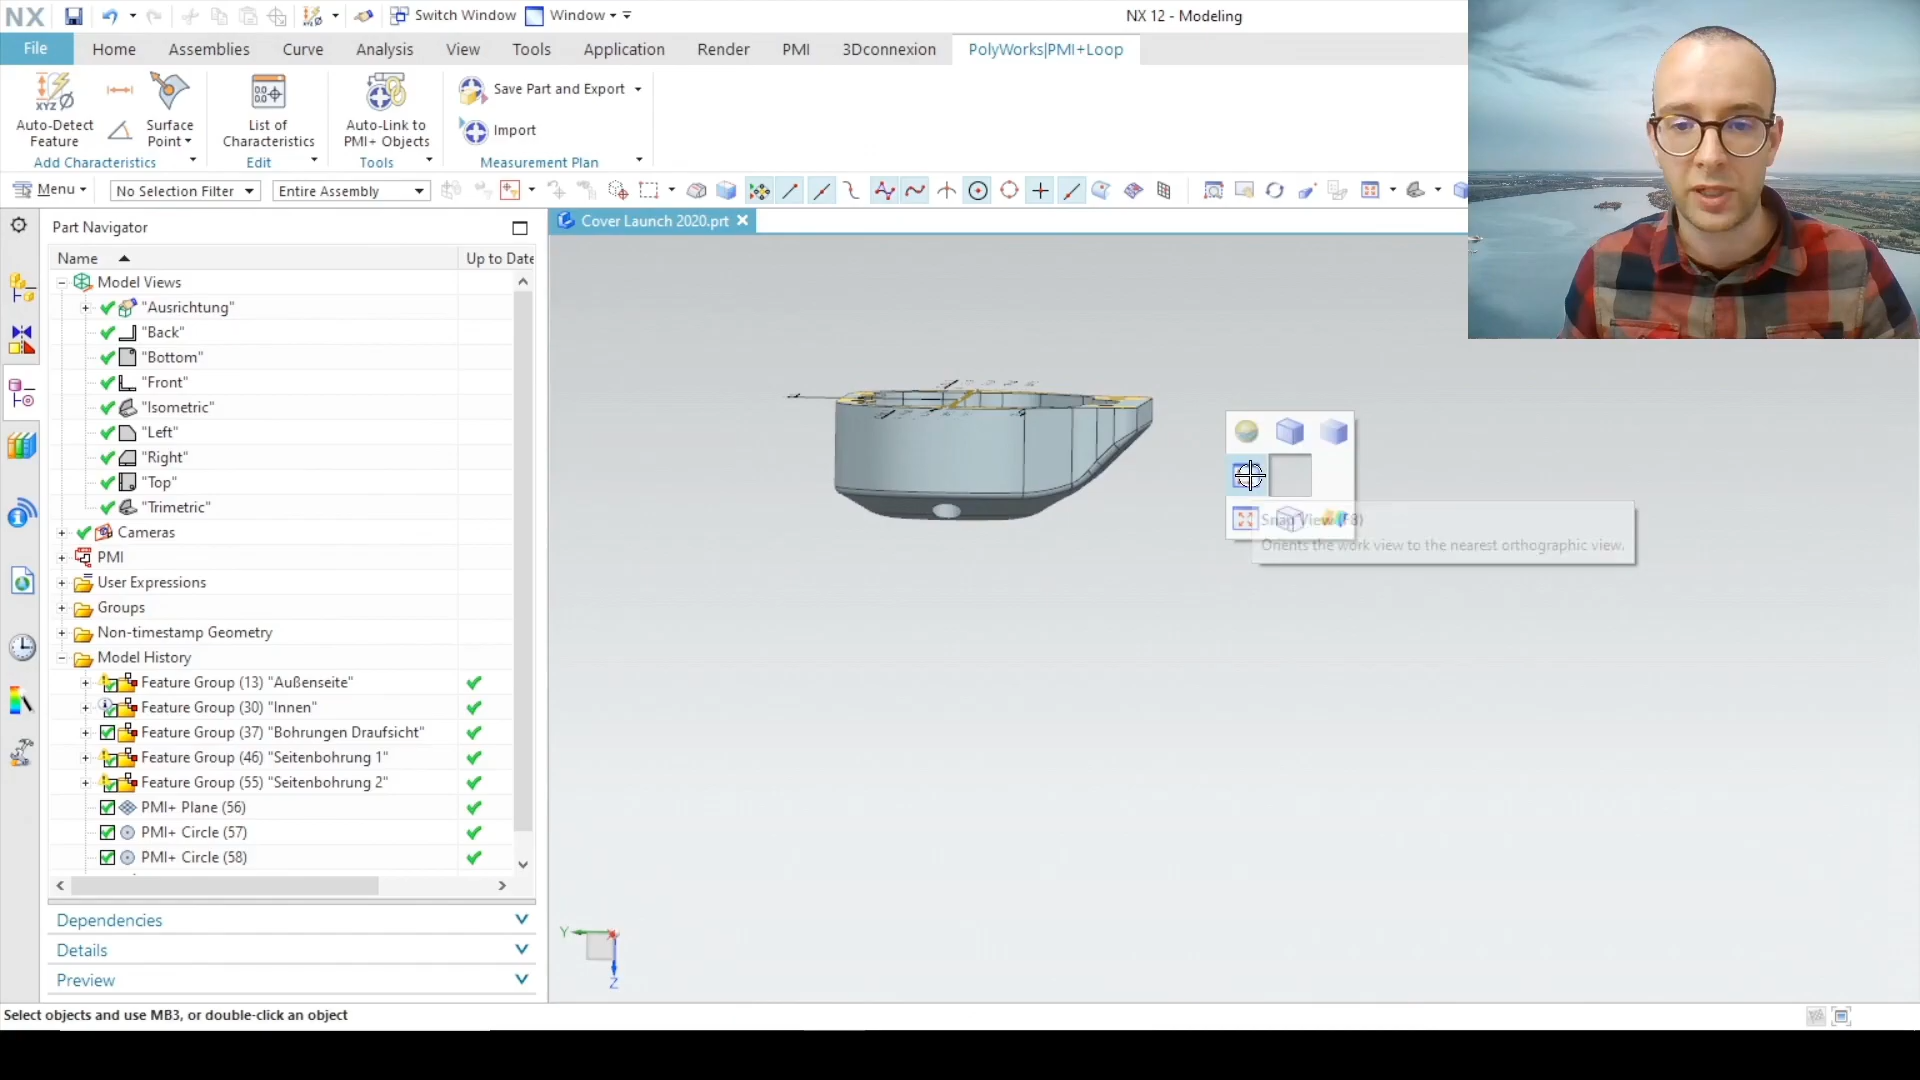 NX
Switch Window
Window
NX 12 - Modeling
File
Home
Assemblies
Curve
Analysis
View
Tools
Application
Render
PMI
3Dconnexion
PolyWorks|PMI+Loop
XYZ
Auto-Detect
Feature
Surface
Point
Add Characteristics
List of
Characteristics
Edit
Auto-Link to
PMI+ Objects
Tools
Save Part and Export
Import
Measurement Plan
Menu
No Selection Filter
Entire Assembly
Part Navigator
Cover Launch 2020.prt
Name
Up to Date
Model Views
"Ausrichtung"
"Back"
"Bottom"
"Front"
"Isometric"
"Left"
"Right"
"Top"
"Trimetric"
Cameras
PMI
User Expressions
Groups
Non-timestamp Geometry
Model History
Feature Group (13) "Außenseite"
Feature Group (30) "Innen"
Feature Group (37) "Bohrungen Draufsicht"
Feature Group (46) "Seitenbohrung 1"
Feature Group (55) "Seitenbohrung 2"
PMI+ Plane (56)
PMI+ Circle (57)
PMI+ Circle (58)
Dependencies
Details
Preview
Snap View (F8)
Orients the work view to the nearest orthographic view.
Y
Z
Select objects and use MB3, or double-click an object